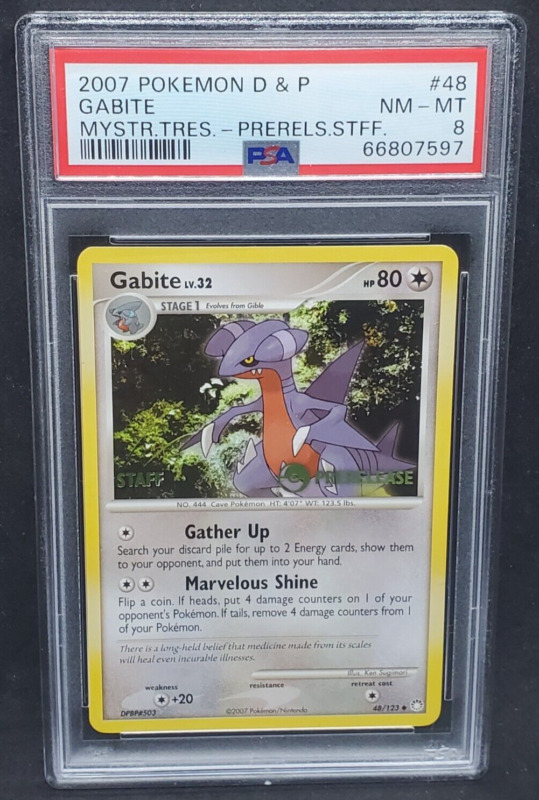 2007 POKEMON D & P #48
GABITE NM - MT
MYSTR.TRES.-PRERELS.STFF. 8
PSA 66807597
Gabite LV.32 HP 80
STAGE 1 Evolves from Gible
STAFF PRERELEASE
NO. 444 Cave Pokémon HT: 4'07" WT: 123.5 lbs.
Gather Up
Search your discard pile for up to 2 Energy cards, show them
to your opponent, and put them into your hand.
Marvelous Shine
Flip a coin. If heads, put 4 damage counters on 1 of your
opponent's Pokémon. If tails, remove 4 damage counters from 1
of your Pokémon.
There is a long-held belief that medicine made from its scales
will heal even incurable illnesses.
Illus. Ken Sugimori
weakness resistance retreat cost
+20
DPBP#503 ©2007 Pokémon/Nintendo 48/123